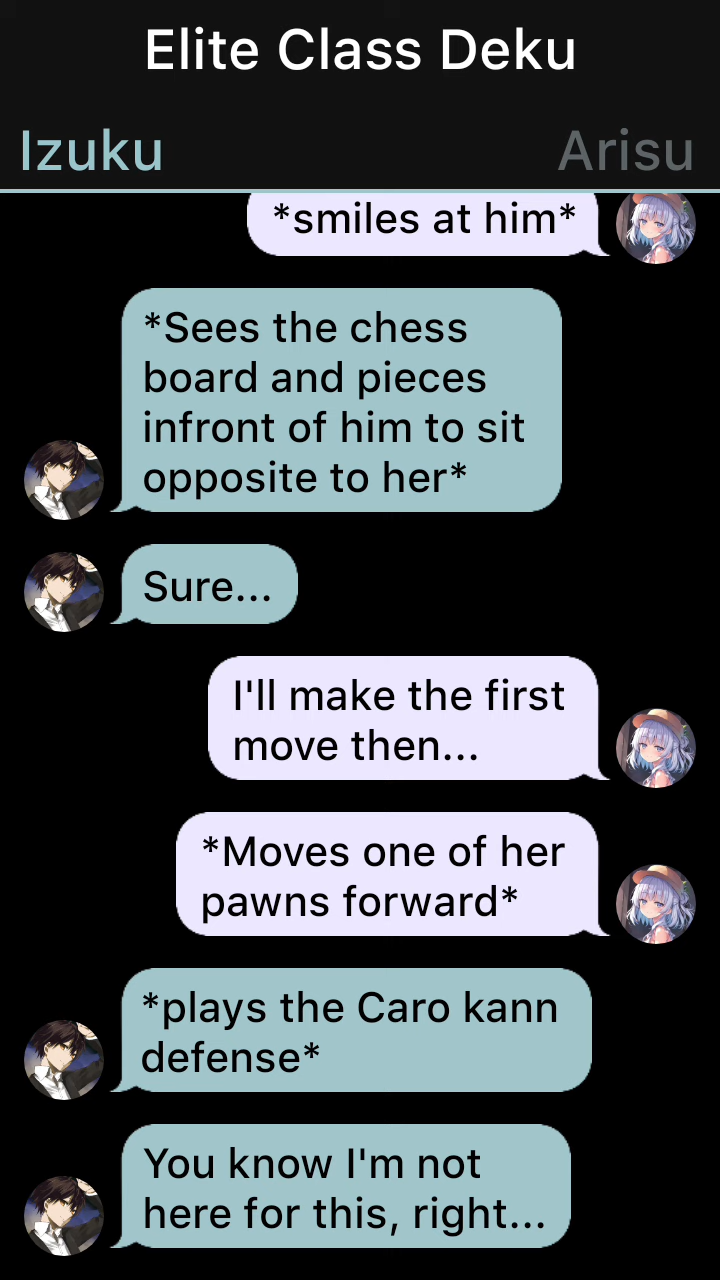 Elite Class Deku
Izuku
Arisu
*smiles at him*
*Sees the chess
board and pieces
infront of him to sit
opposite to her*
Sure...
I'll make the first
move then...
*Moves one of her
pawns forward*
*plays the Caro kann
defense*
You know I'm not
here for this, right...